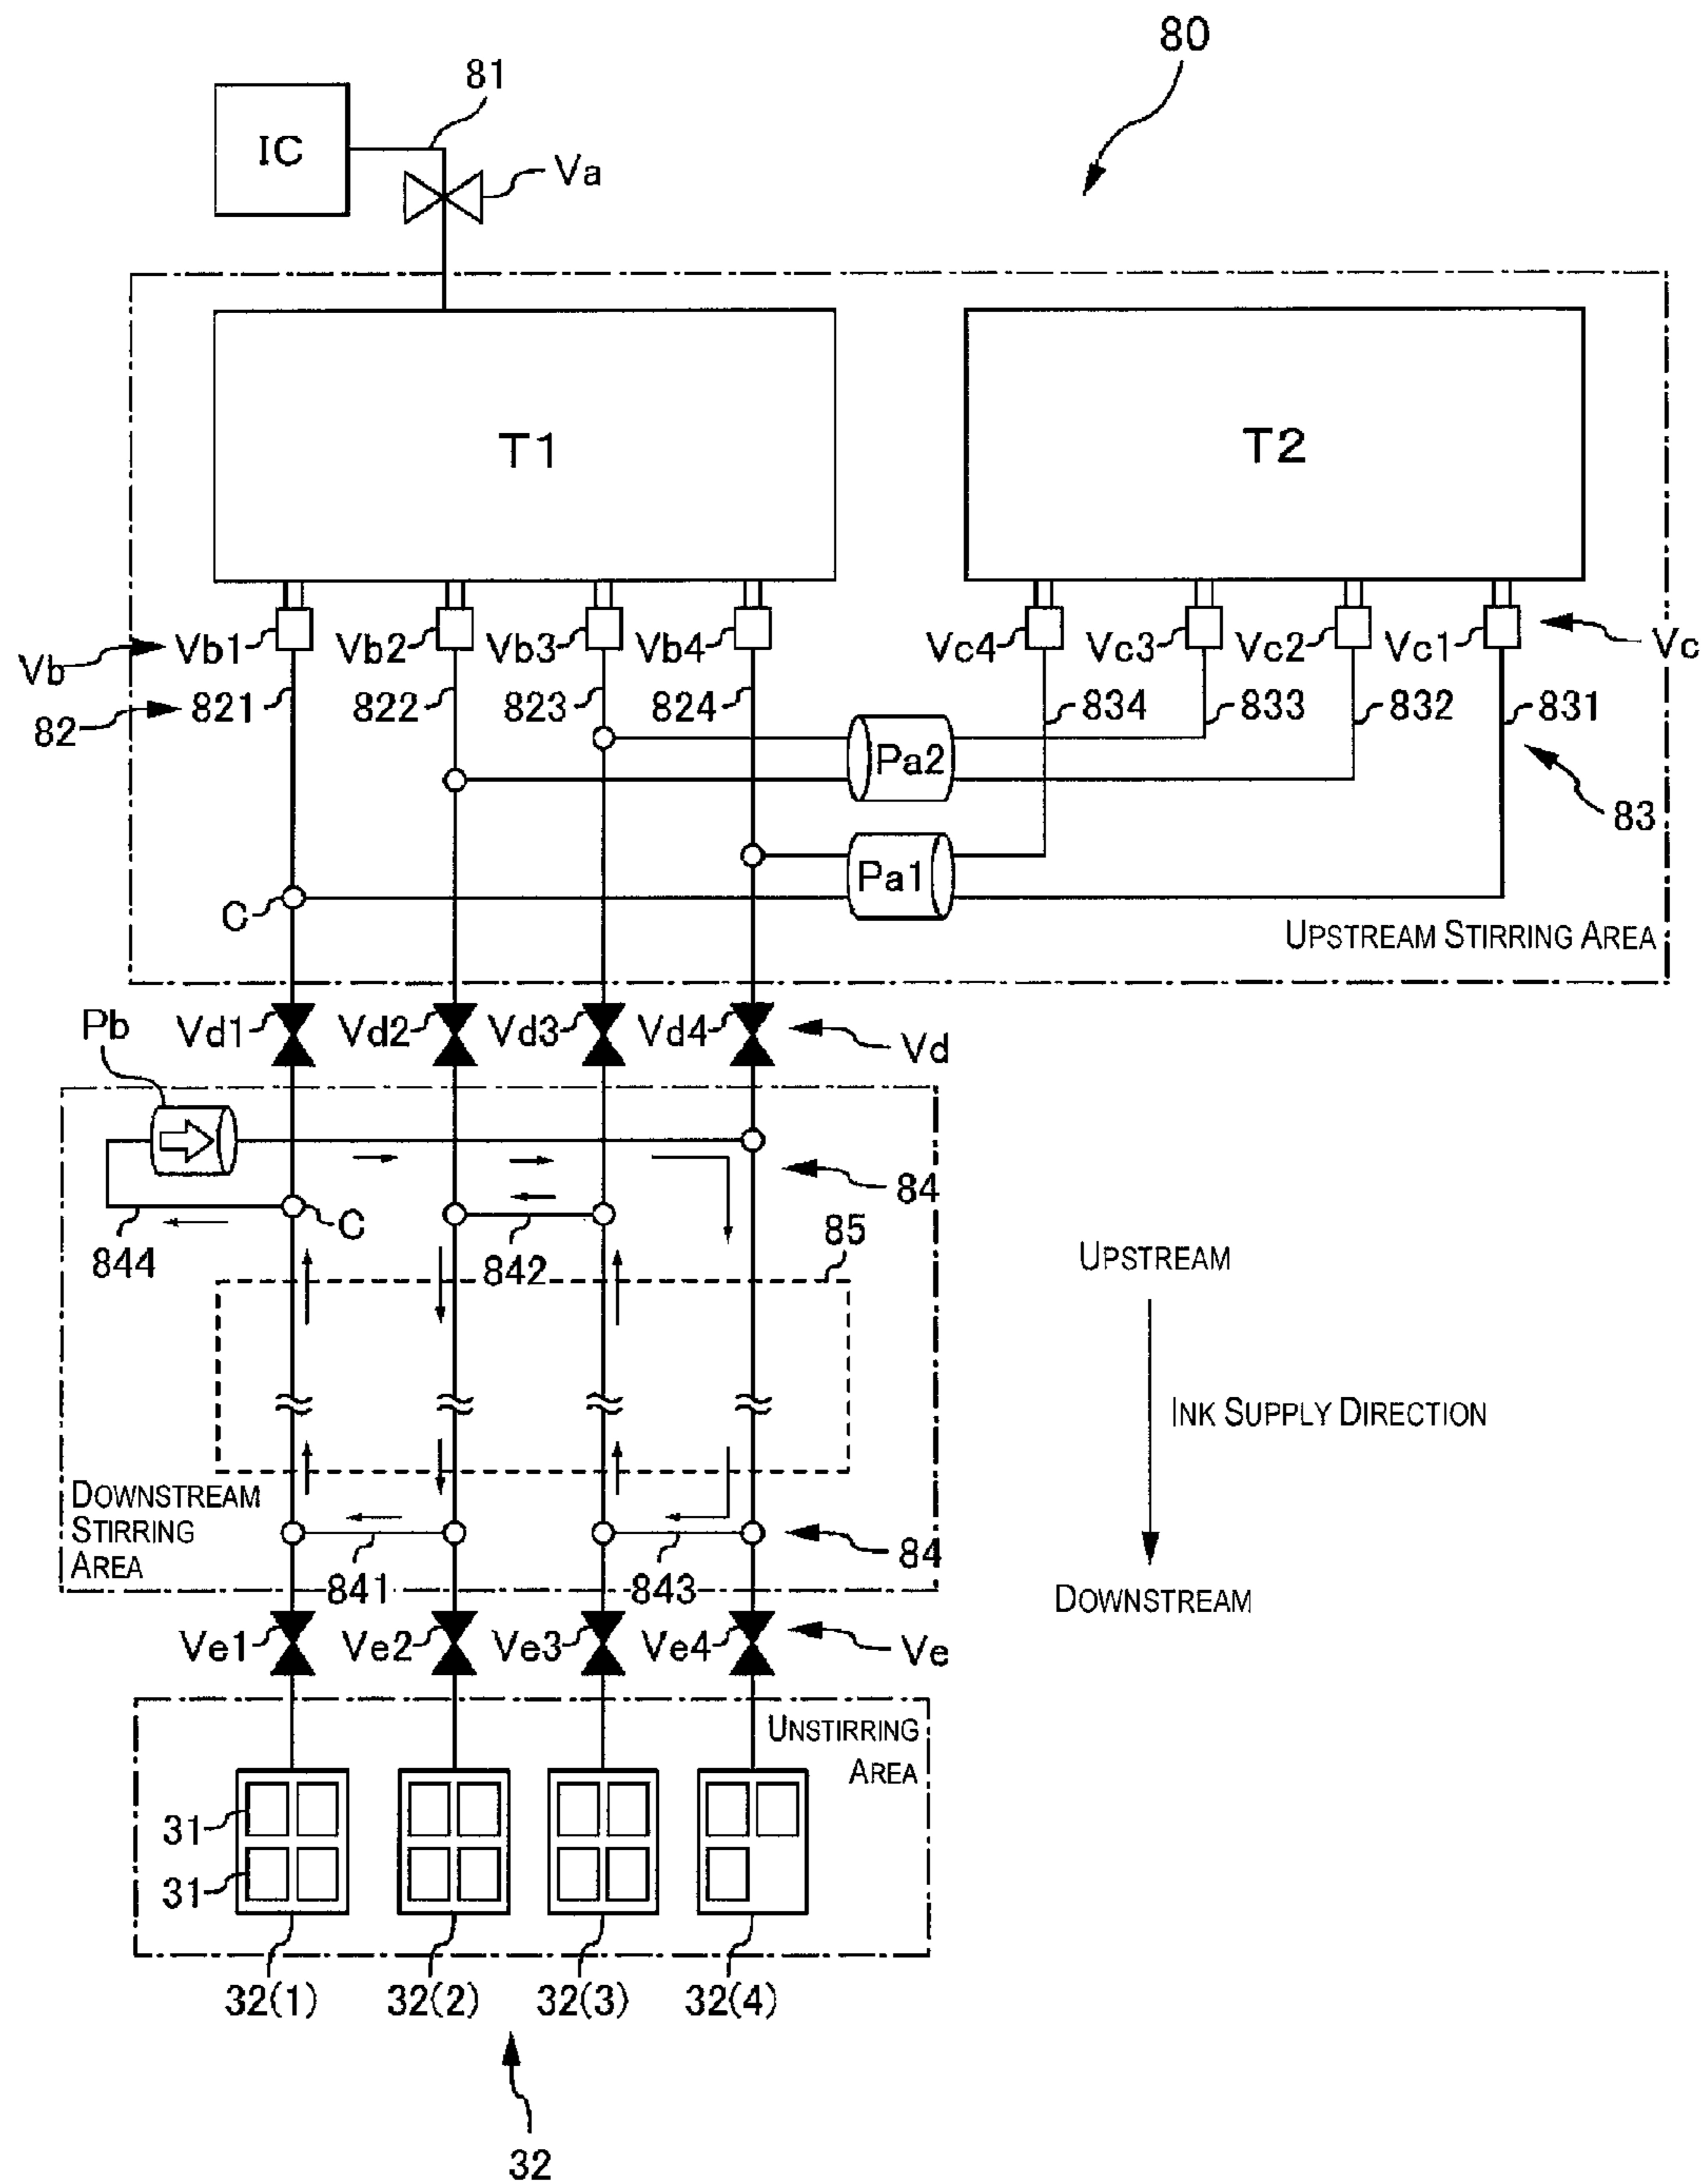 80
81
IC
Va
T1
T2
Vb
Vb1
Vb2
Vb3
Vb4
Vc4
Vc3
Vc2
Vc1
Vc
82
821
822
823
824
834
833
832
831
Pa2
83
Pa1
C
UPSTREAM STIRRING AREA
Pb
Vd1
Vd2
Vd3
Vd4
Vd
84
C
85
844
842
UPSTREAM
INK SUPPLY DIRECTION
DOWNSTREAM
DOWNSTREAM
STIRRING
AREA
84
841
843
Ve1
Ve2
Ve3
Ve4
Ve
UNSTIRRING
AREA
31
31
32(1)
32(2)
32(3)
32(4)
32